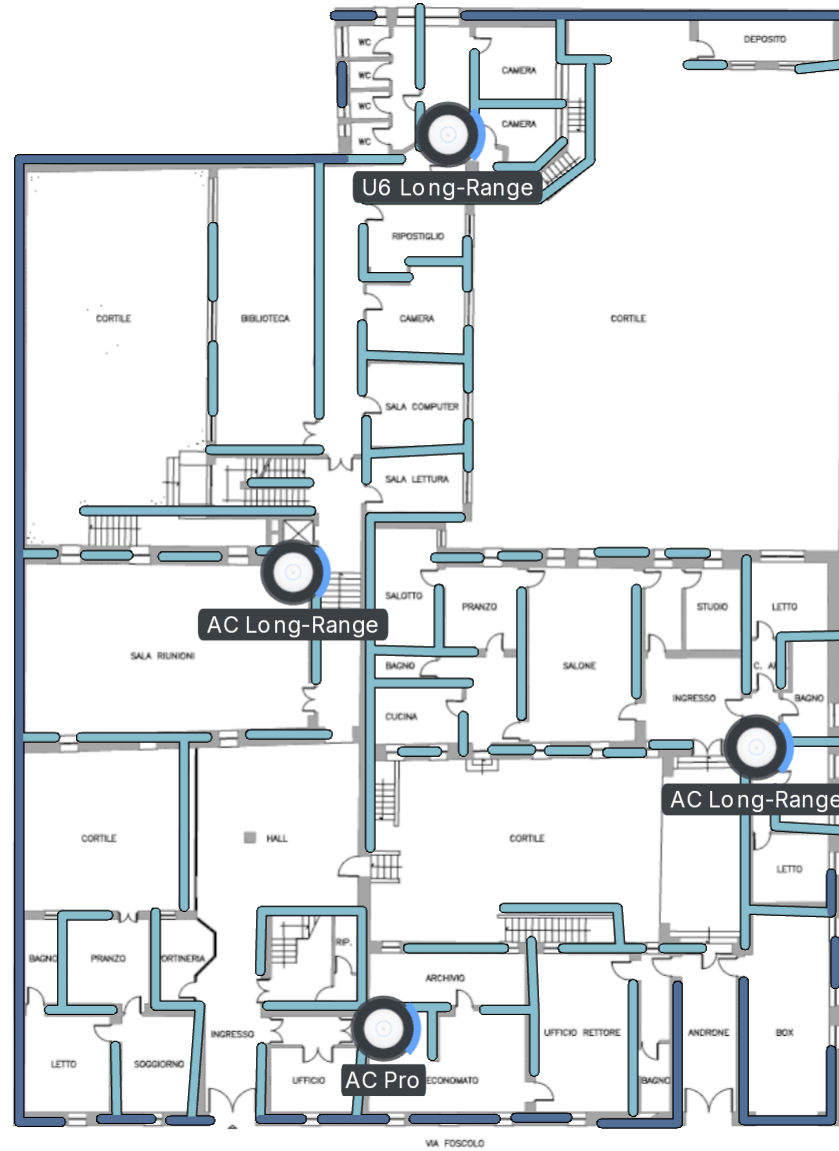 DEPOSITO
WC
WC
WC
WC
CAMERA
CAMERA
U6 Long-Range
RIPOSTIGLIO
CORTILE
BIBLIOTECA
CAMERA
CORTILE
SALA COMPUTER
SALA LETTURA
SALOTTO
PRANZO
STUDIO
LETTO
AC Long-Range
SALA RIUNIONI
BAGNO
SALONE
INGRESSO
BAGNO
CUCINA
AC Long-Range
CORTILE
HALL
CORTILE
LETTO
BAGNO
PRANZO
RIP.
ARCHIVIO
INGRESSO
UFFICIO RETTORE
ANDRONE
BOX
LETTO
SOGGIORNO
UFFICIO
AC Pro
ECONOMATO
BAGNO
VIA FOSCOLO